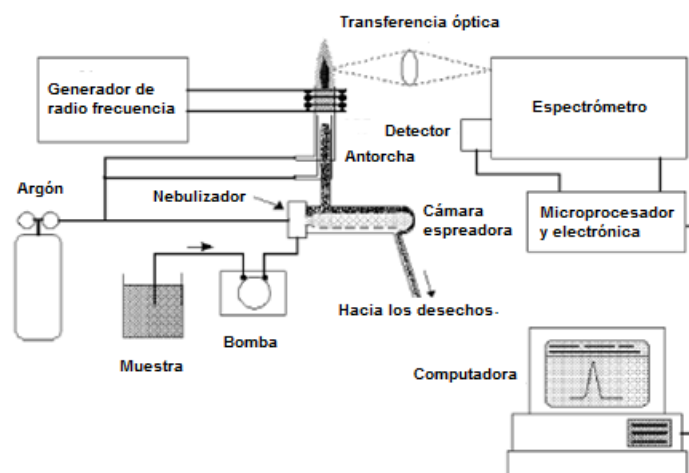 Transferencia óptica
Generador de
radio frecuencia
Espectrómetro
Detector
Antorcha
Argón
Nebulizador
Cámara
espreadora
Microprocesador
y electrónica
Hacia los desechos-
Bomba
Muestra
Computadora